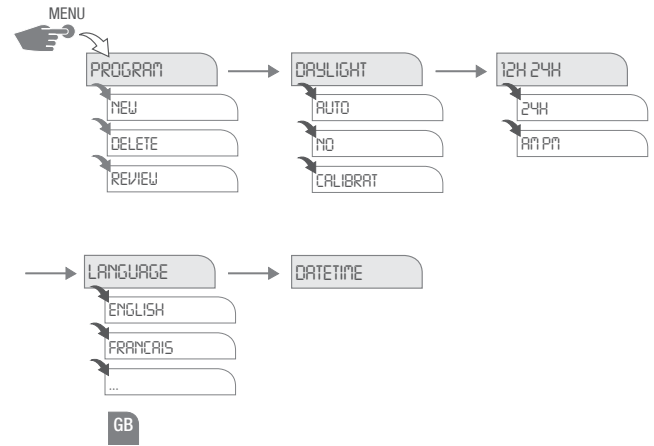 MENU
PROGRAM
NEW
DELETE
REVIEW
DAYLIGHT
AUTO
NO
CALIBRAT
12H 24H
24H
AM PM
LANGUAGE
ENGLISH
FRANCAIS
...
DATETIME
GB